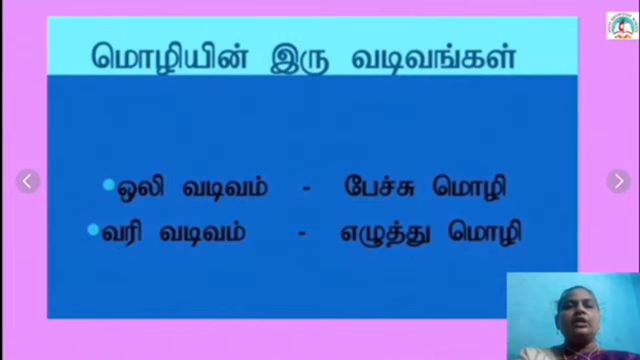 மொழியின் இரு வடிவங்கள்
•ஒலி வடிவம் - பேச்சு மொழி
•வரி வடிவம் - எழுத்து மொழி